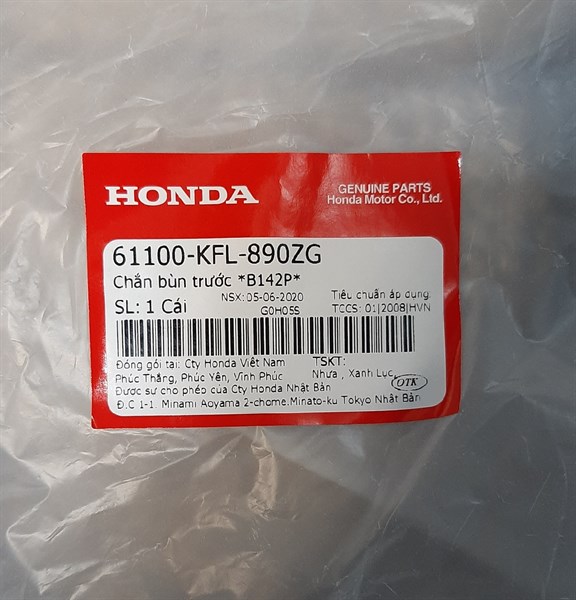 HONDA
GENUINE PARTS
Honda Motor Co., Ltd.
61100-KFL-890ZG
Chắn bùn trước *B142P*
SL: 1 Cái
NSX: 05-06-2020
G0H05S
Tiêu chuẩn áp dụng:
TCCS: 01|2008|HVN
Đóng gói tại: Cty Honda Việt Nam
Phúc Thắng, Phúc Yên, Vĩnh Phúc
TSKT:
Nhựa , Xanh Lục,
OTK
Được sự cho phép của Cty Honda Nhật Bản
Đ.C 1-1. Minami Aoyama 2-chome.Minato-ku Tokyo Nhật Bản